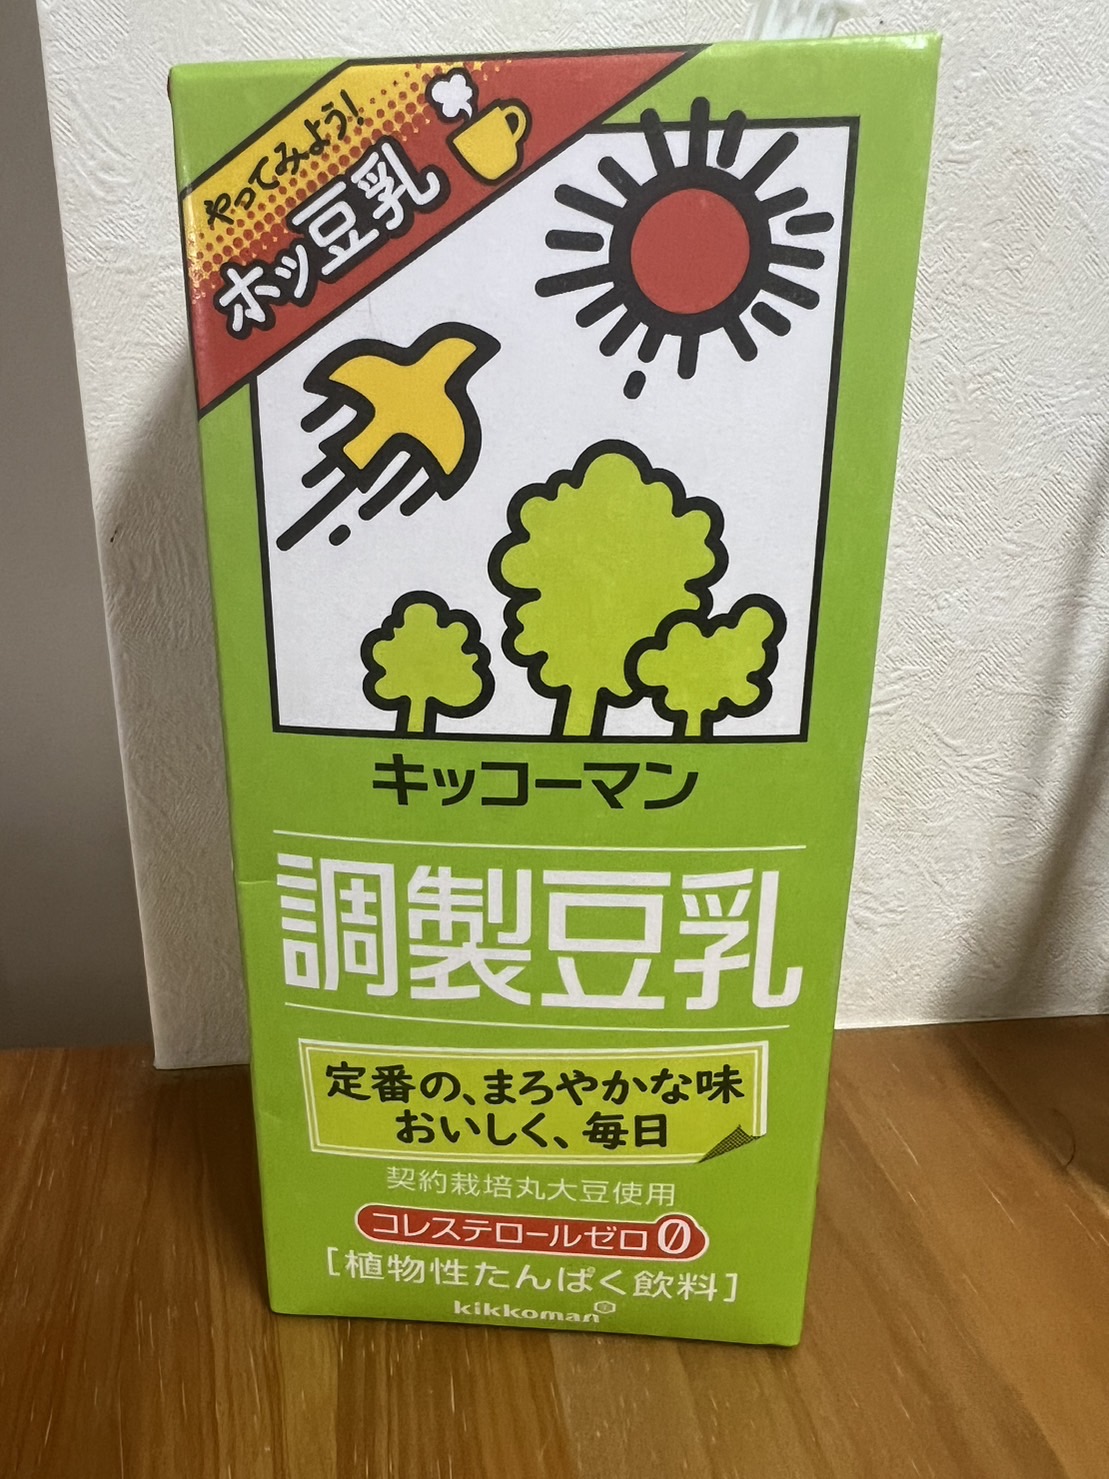 やってみよう!
ホッ豆乳
キッコーマン
調製豆乳
定番の、まろやかな味
おいしく、毎日
契約栽培丸大豆使用
コレステロールゼロ0
[植物性たんぱく飲料]
kikkoman